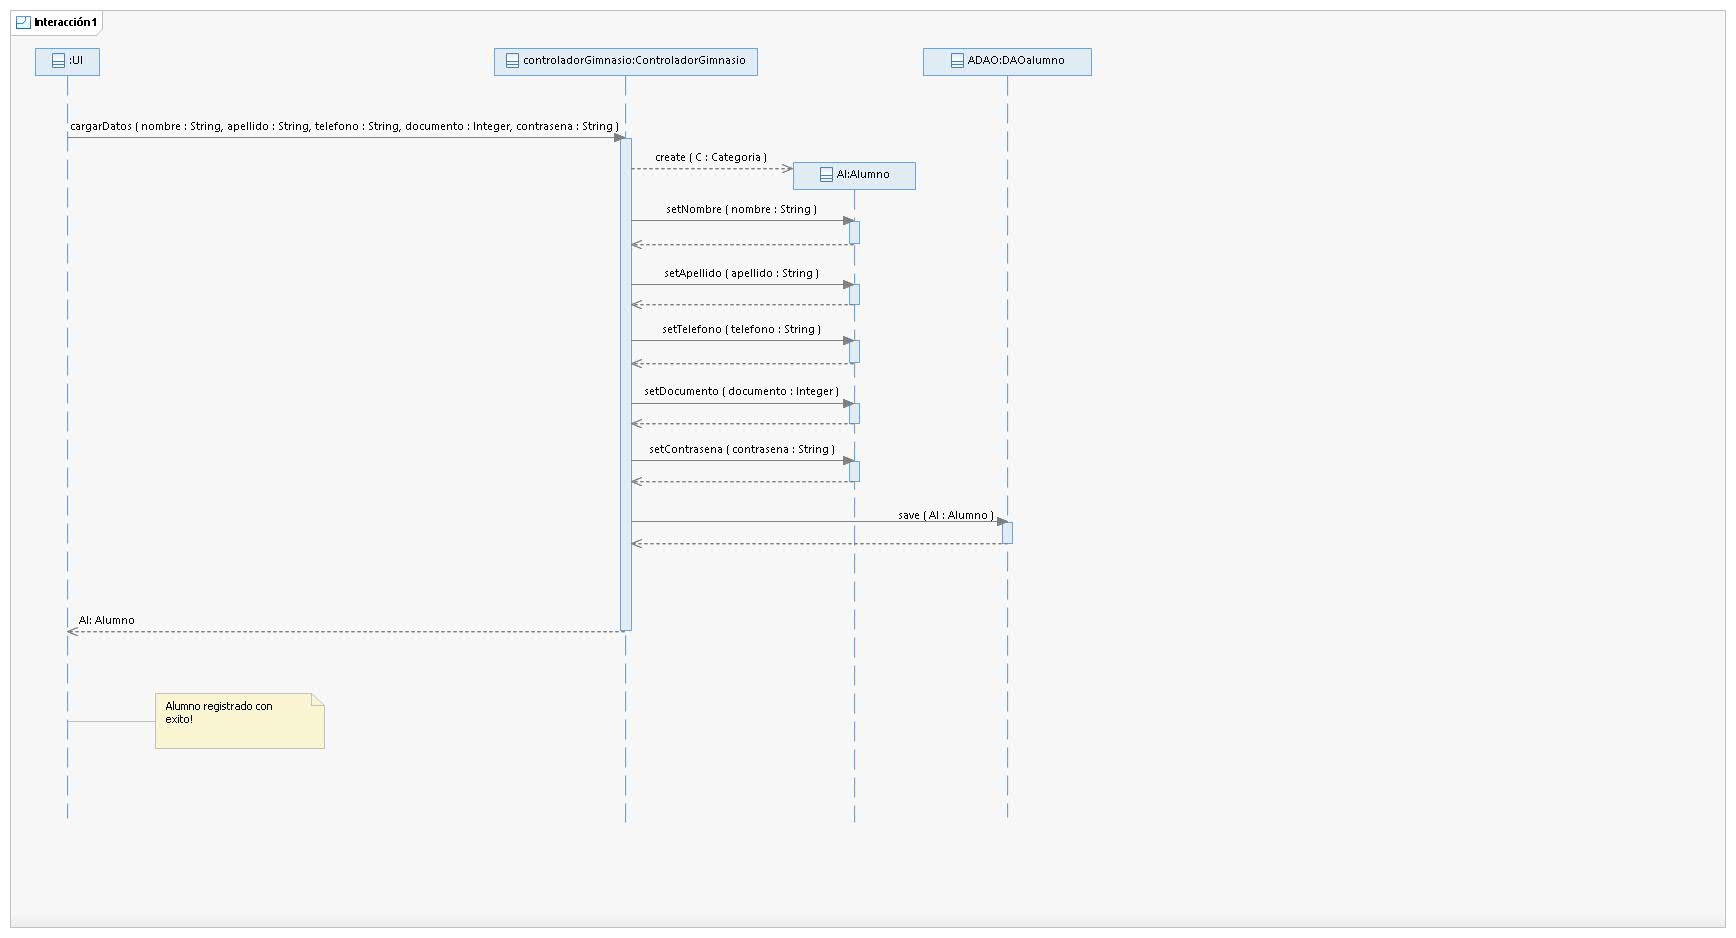 Interacción1
:UI
controladorGimnasio:ControladorGimnasio
ADAO:DAOalumno
cargarDatos ( nombre : String, apellido : String, telefono : String, documento : Integer, contrasena : String )
create ( C : Categoria )
Al:Alumno
setNombre ( nombre : String )
setApellido ( apellido : String )
setTelefono ( telefono : String )
setDocumento ( documento : Integer )
setContrasena ( contrasena : String )
save ( Al : Alumno )
Al: Alumno
Alumno registrado con
exito!